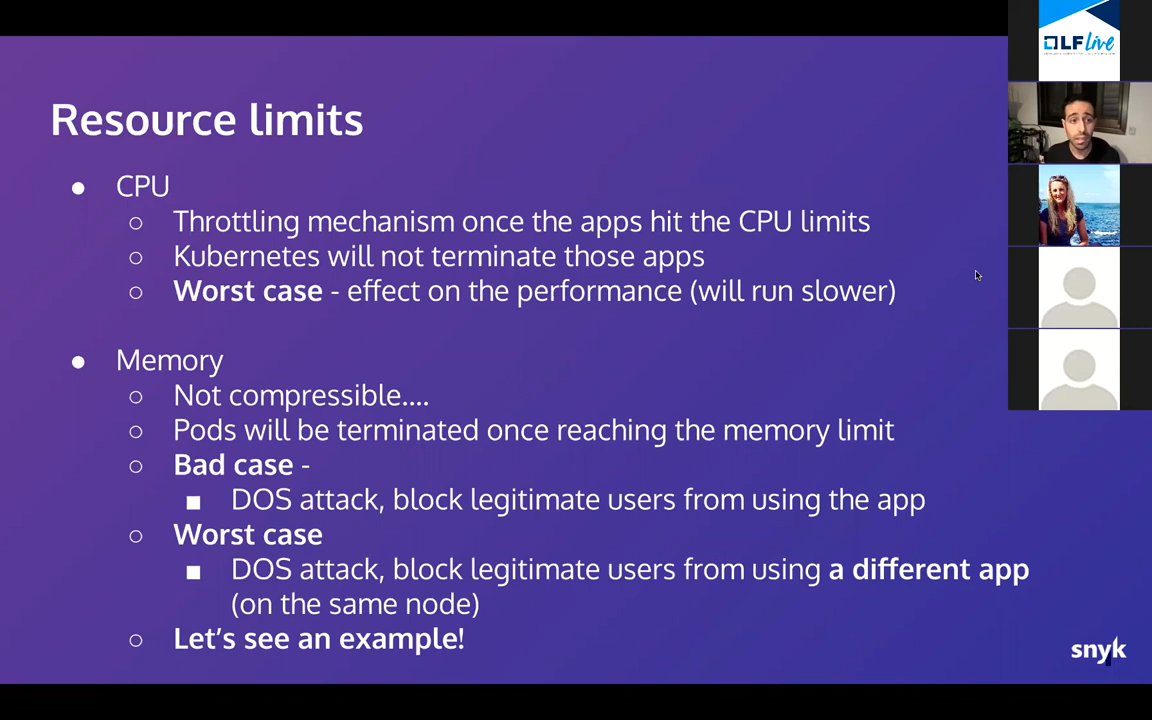 LF Live
Resource limits
● CPU
○ Throttling mechanism once the apps hit the CPU limits
○ Kubernetes will not terminate those apps
○ Worst case - effect on the performance (will run slower)
● Memory
○ Not compressible....
○ Pods will be terminated once reaching the memory limit
○ Bad case -
■ DOS attack, block legitimate users from using the app
○ Worst case
■ DOS attack, block legitimate users from using a different app
(on the same node)
○ Let's see an example!
snyk